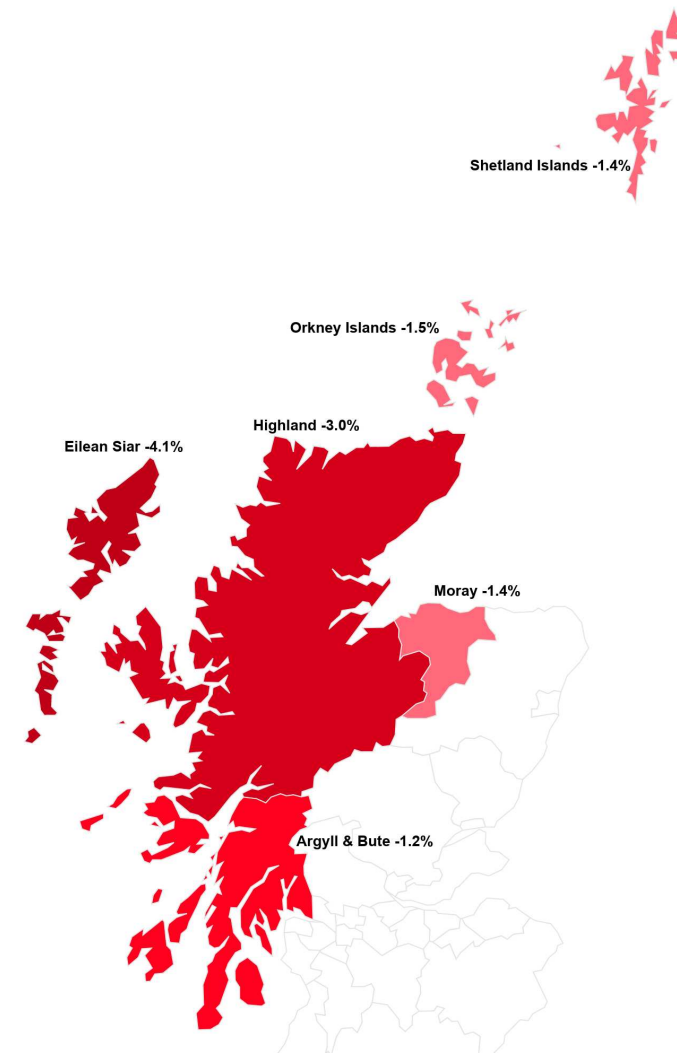 Shetland Islands -1.4%
Orkney Islands -1.5%
Highland -3.0%
Eilean Siar -4.1%
Moray -1.4%
Argyll & Bute -1.2%